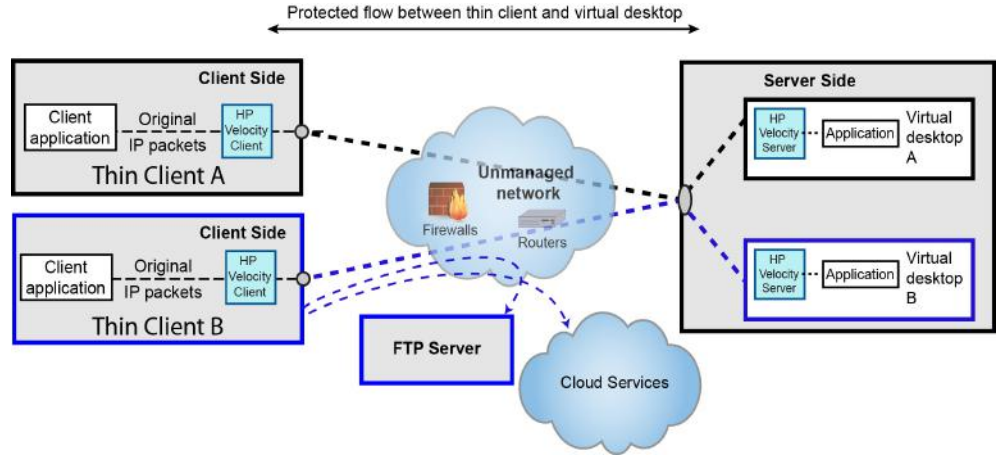 Protected flow between thin client and virtual desktop
Client Side
Client
application
Original
IP packets
HP
Velocity
Client
Thin Client A
Client Side
Client
application
Original
IP packets
HP
Velocity
Client
Thin Client B
Unmanaged
network
Firewalls
Routers
FTP Server
Cloud Services
Server Side
HP
Velocity
Server
Application
Virtual
desktop
A
HP
Velocity
Server
Application
Virtual
desktop
B